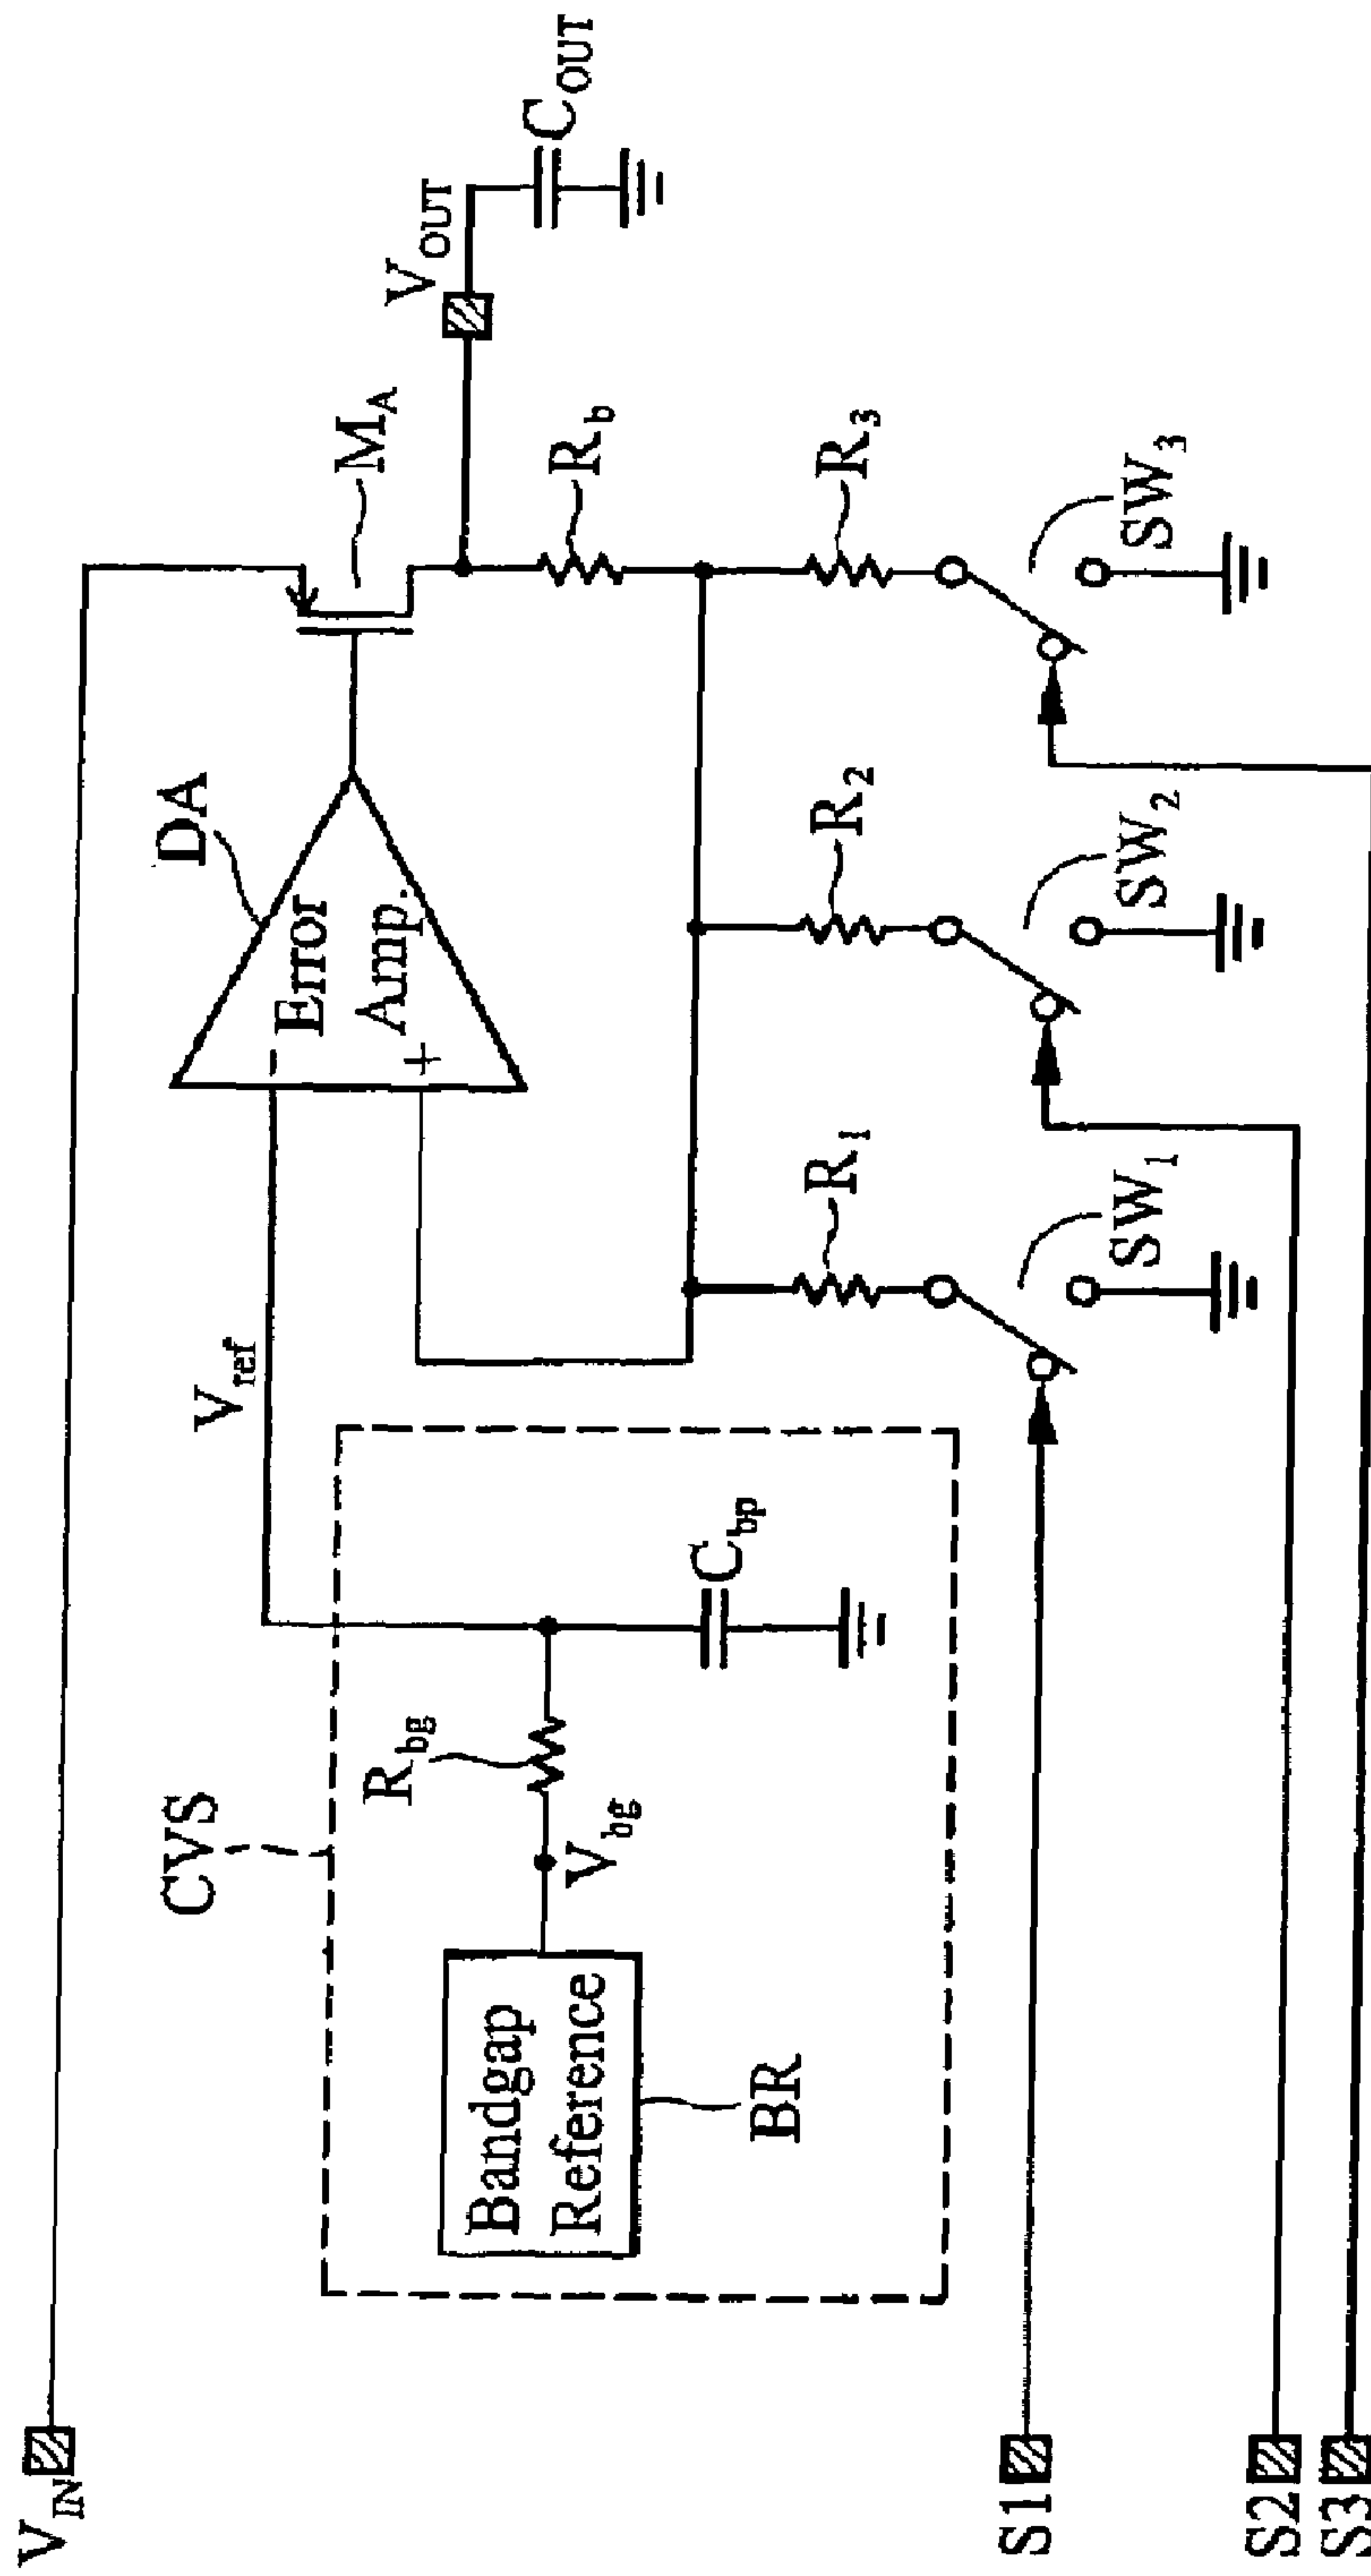 V_IN
CVS
V_ref
DA
M_A
V_OUT
C_OUT
R_bg
V_bg
C_bp
Bandgap
Reference
BR
−
Error
Amp.
+
R_b
R_1
R_2
R_3
SW_1
SW_2
SW_3
S1
S2
S3